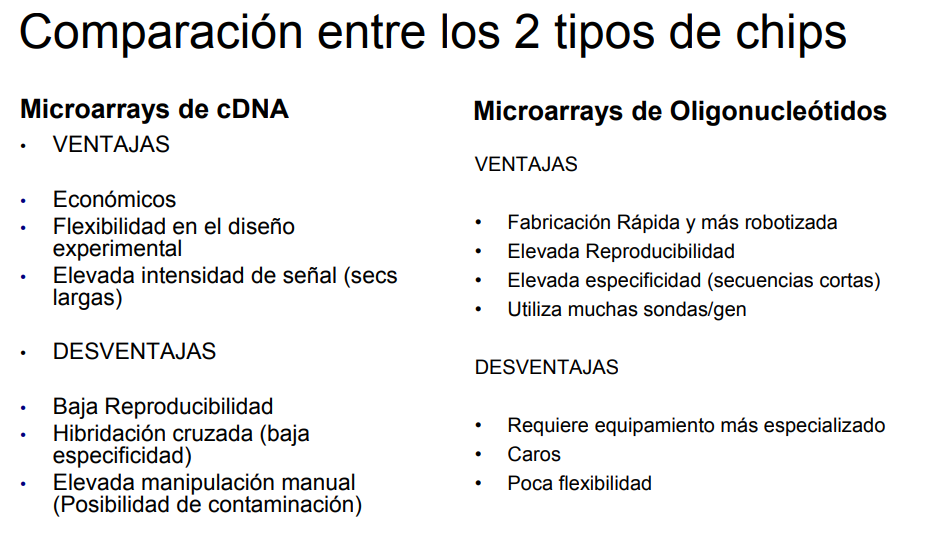 Comparación entre los 2 tipos de chips
Microarrays de cDNA
• VENTAJAS
• Económicos
• Flexibilidad en el diseño
experimental
• Elevada intensidad de señal (secs
largas)
• DESVENTAJAS
• Baja Reproducibilidad
• Hibridación cruzada (baja
especificidad)
• Elevada manipulación manual
(Posibilidad de contaminación)
Microarrays de Oligonucleótidos
VENTAJAS
• Fabricación Rápida y más robotizada
• Elevada Reproducibilidad
• Elevada especificidad (secuencias cortas)
• Utiliza muchas sondas/gen
DESVENTAJAS
• Requiere equipamiento más especializado
• Caros
• Poca flexibilidad